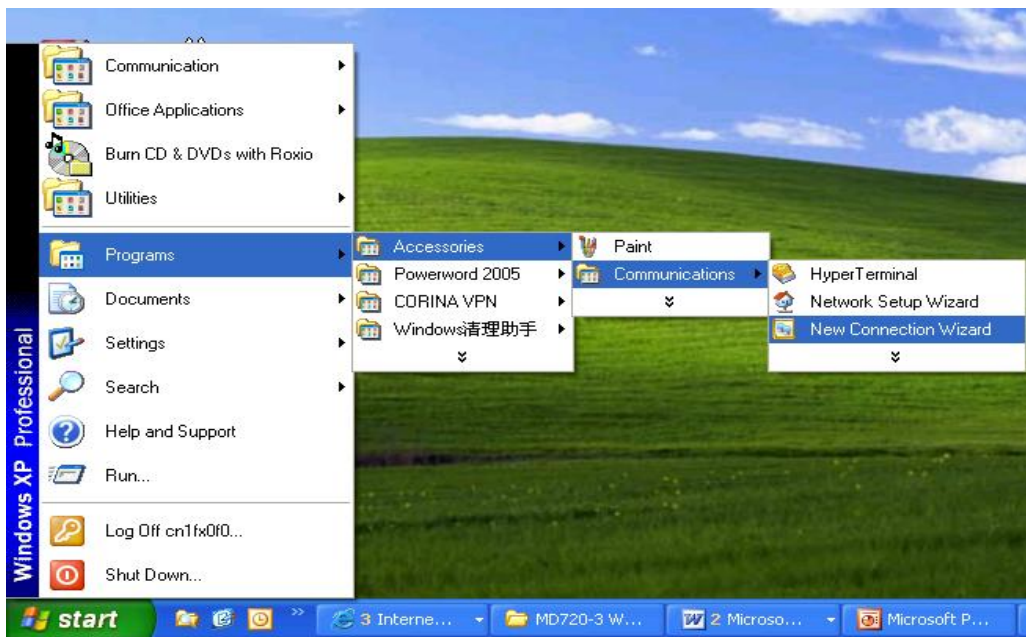 Communication
Office Applications
Burn CD & DVDs with Roxio
Utilities
Programs
Documents
Settings
Search
Help and Support
Run...
Log Off cn1fx0f0...
Shut Down...
Windows XP Professional
Accessories
Powerword 2005
CORINA VPN
Windows清理助手
Paint
Communications
HyperTerminal
Network Setup Wizard
New Connection Wizard
start
3 Interne...
MD720-3 W...
2 Microso...
Microsoft P...